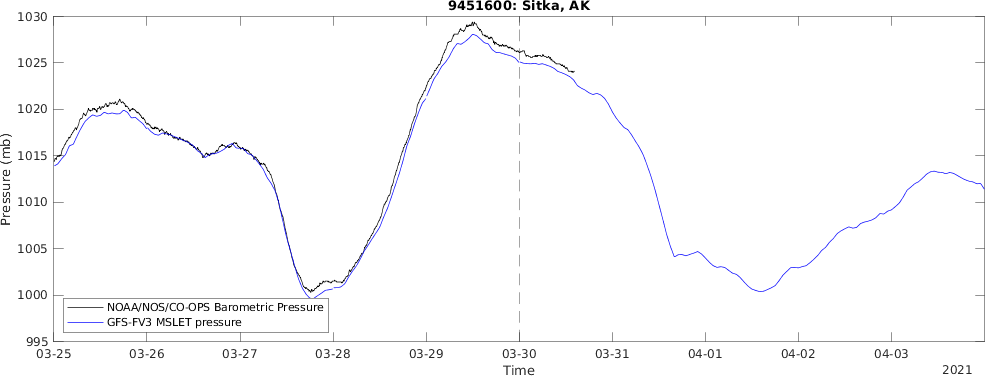 9451600: Sitka, AK
1030
1025
1020
1015
1010
1005
1000
995
Pressure (mb)
NOAA/NOS/CO-OPS Barometric Pressure
GFS-FV3 MSLET pressure
03-25 03-26 03-27 03-28 03-29 03-30 03-31 04-01 04-02 04-03
Time
2021